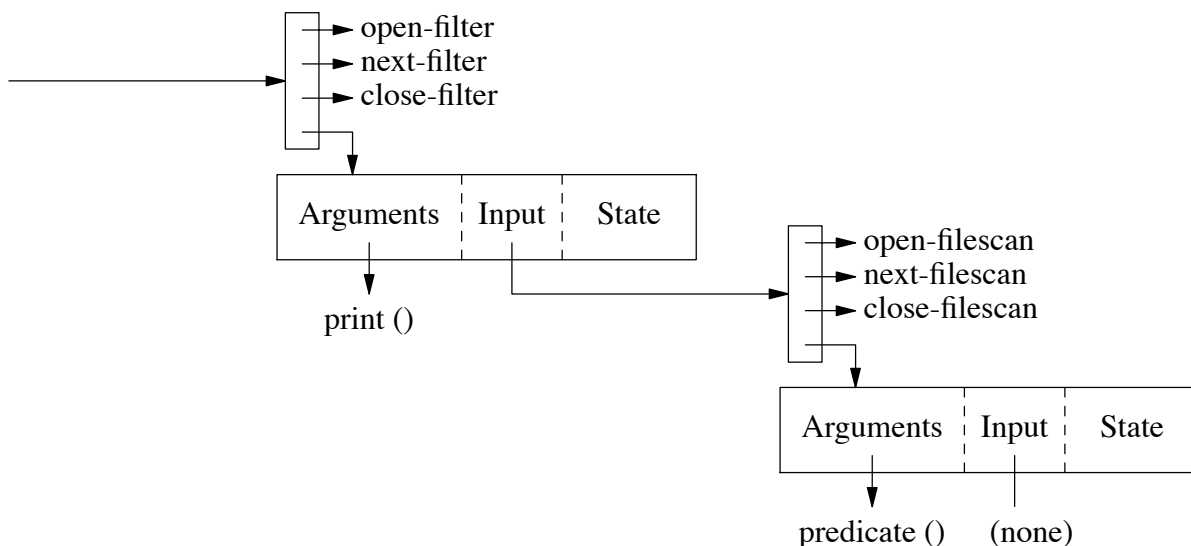 open-filter
next-filter
close-filter
Arguments Input State
print ()
open-filescan
next-filescan
close-filescan
Arguments Input State
predicate () (none)